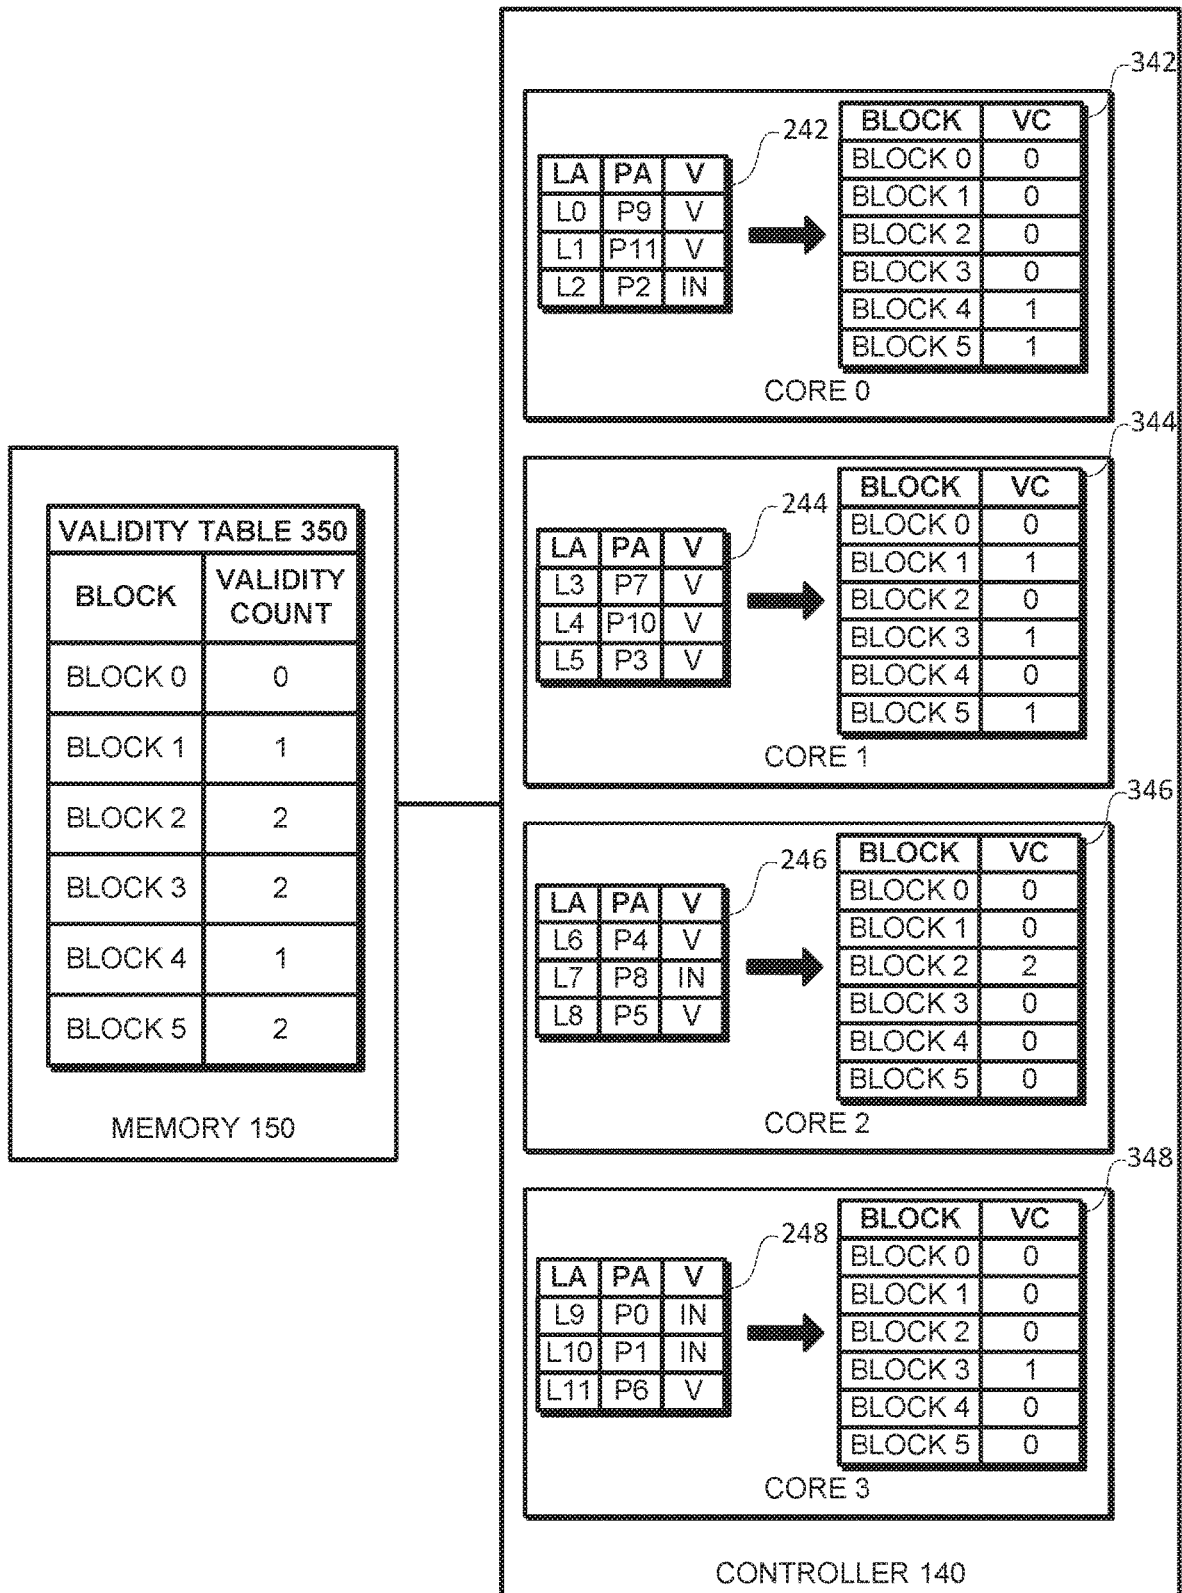 VALIDITY TABLE 350
BLOCK VALIDITY COUNT
BLOCK 0 0
BLOCK 1 1
BLOCK 2 2
BLOCK 3 2
BLOCK 4 1
BLOCK 5 2
MEMORY 150
342
242
LA PA V
L0 P9 V
L1 P11 V
L2 P2 IN
BLOCK VC
BLOCK 0 0
BLOCK 1 0
BLOCK 2 0
BLOCK 3 0
BLOCK 4 1
BLOCK 5 1
CORE 0
344
244
LA PA V
L3 P7 V
L4 P10 V
L5 P3 V
BLOCK VC
BLOCK 0 0
BLOCK 1 1
BLOCK 2 0
BLOCK 3 1
BLOCK 4 0
BLOCK 5 1
CORE 1
346
246
LA PA V
L6 P4 V
L7 P8 IN
L8 P5 V
BLOCK VC
BLOCK 0 0
BLOCK 1 0
BLOCK 2 2
BLOCK 3 0
BLOCK 4 0
BLOCK 5 0
CORE 2
348
248
LA PA V
L9 P0 IN
L10 P1 IN
L11 P6 V
BLOCK VC
BLOCK 0 0
BLOCK 1 0
BLOCK 2 0
BLOCK 3 1
BLOCK 4 0
BLOCK 5 0
CORE 3
CONTROLLER 140